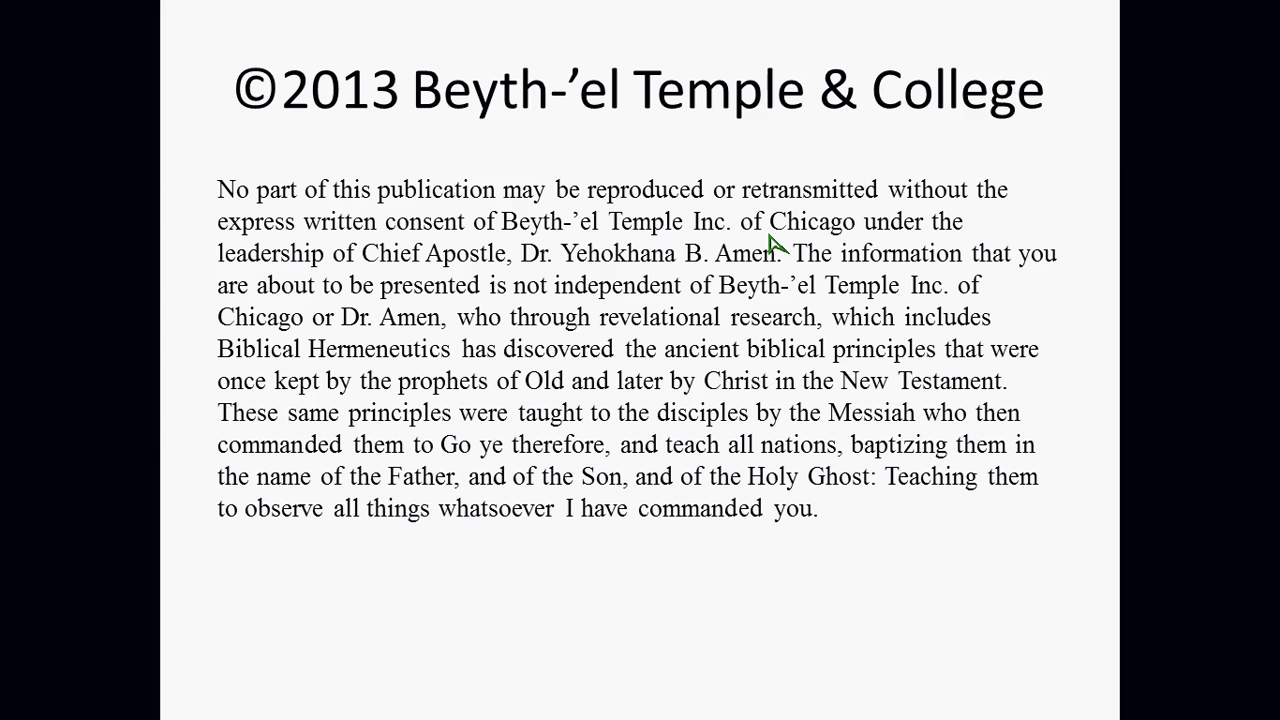 ©2013 Beyth-’el Temple & College
No part of this publication may be reproduced or retransmitted without the
express written consent of Beyth-’el Temple Inc. of Chicago under the
leadership of Chief Apostle, Dr. Yehokhana B. Amen. The information that you
are about to be presented is not independent of Beyth-’el Temple Inc. of
Chicago or Dr. Amen, who through revelational research, which includes
Biblical Hermeneutics has discovered the ancient biblical principles that were
once kept by the prophets of Old and later by Christ in the New Testament.
These same principles were taught to the disciples by the Messiah who then
commanded them to Go ye therefore, and teach all nations, baptizing them in
the name of the Father, and of the Son, and of the Holy Ghost: Teaching them
to observe all things whatsoever I have commanded you.